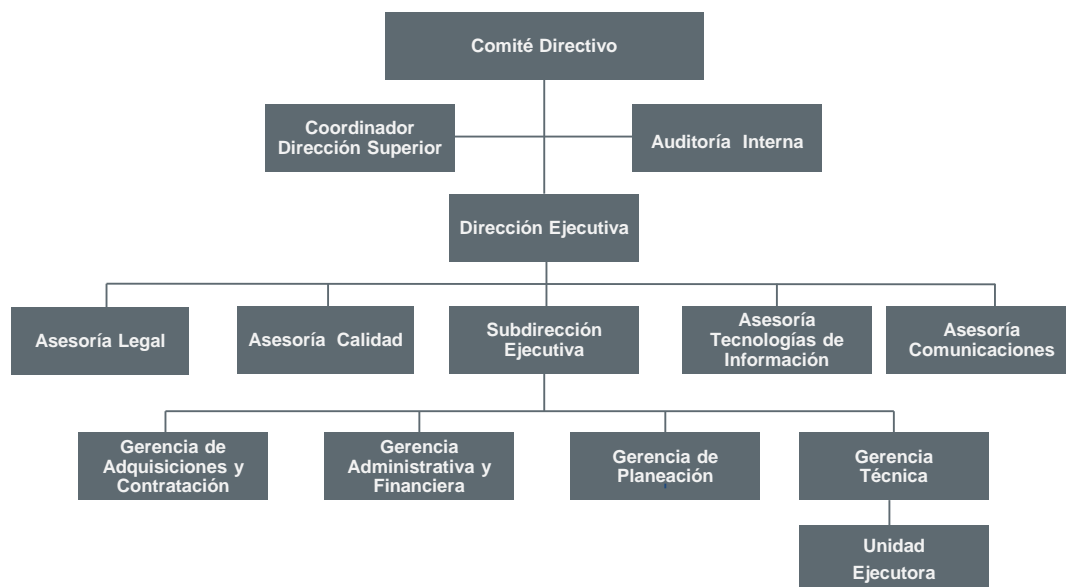 Comité Directivo
Coordinador
Dirección Superior
Auditoría Interna
Dirección Ejecutiva
Asesoría Legal
Asesoría Calidad
Subdirección
Ejecutiva
Asesoría
Tecnologías de
Información
Asesoría
Comunicaciones
Gerencia de
Adquisiciones y
Contratación
Gerencia
Administrativa y
Financiera
Gerencia de
Planeación
Gerencia
Técnica
Unidad
Ejecutora